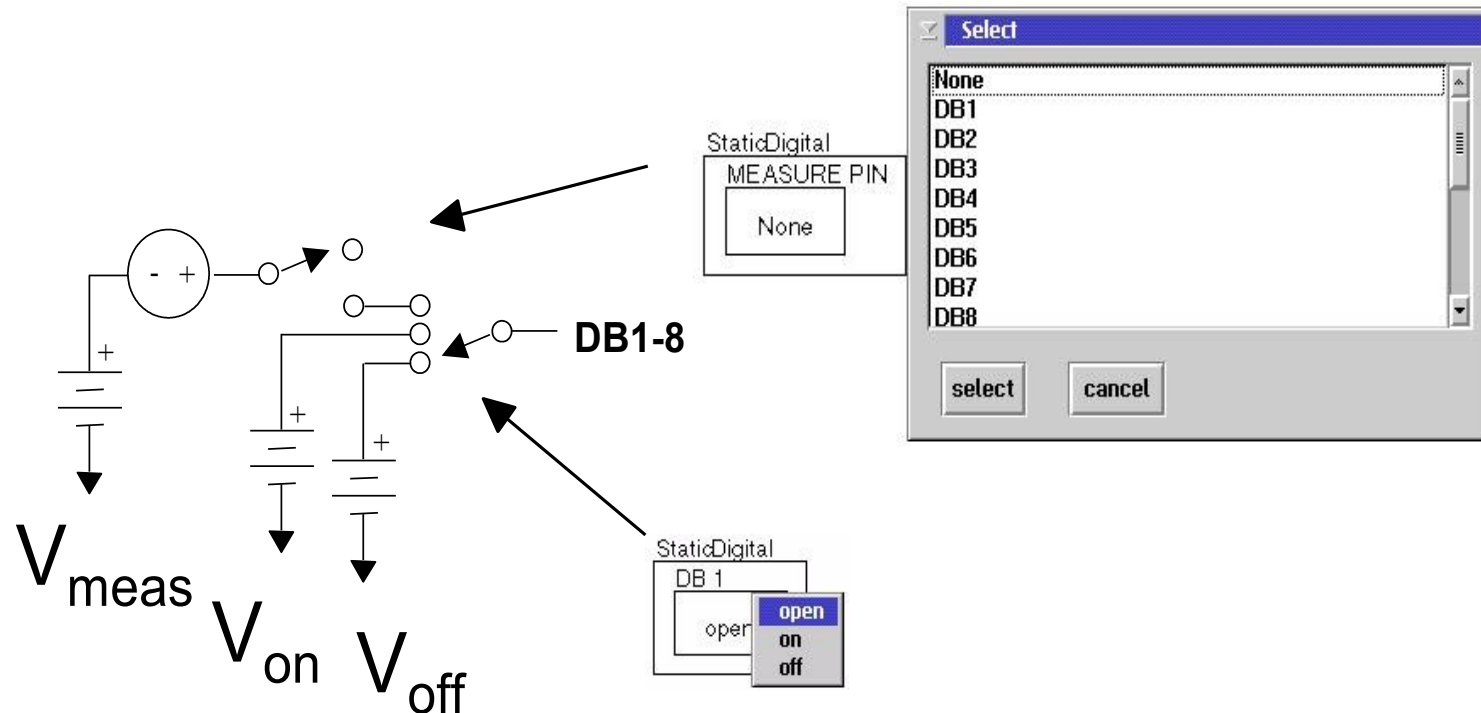 Select
None
DB1
DB2
DB3
DB4
DB5
DB6
DB7
DB8
select cancel
StaticDigital
MEASURE PIN
None
- +
DB1-8
+
+
+
V meas
V on
V off
StaticDigital
DB 1
open
open
on
off